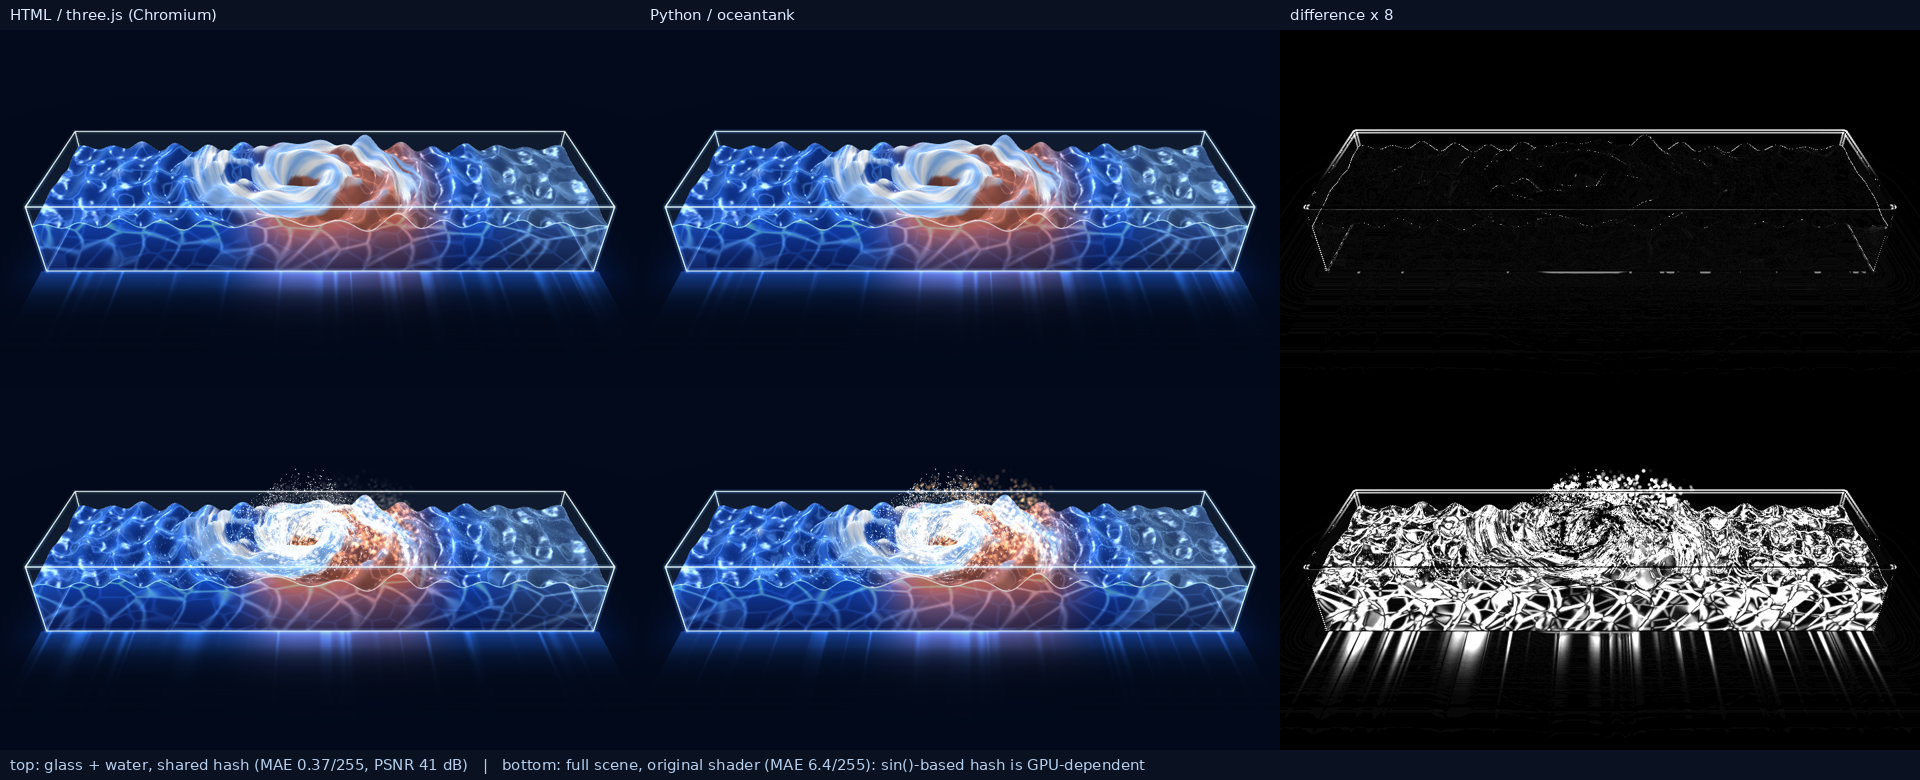 HTML / three.js (Chromium)
Python / oceantank
difference x 8
top: glass + water, shared hash (MAE 0.37/255, PSNR 41 dB) | bottom: full scene, original shader (MAE 6.4/255): sin()-based hash is GPU-dependent